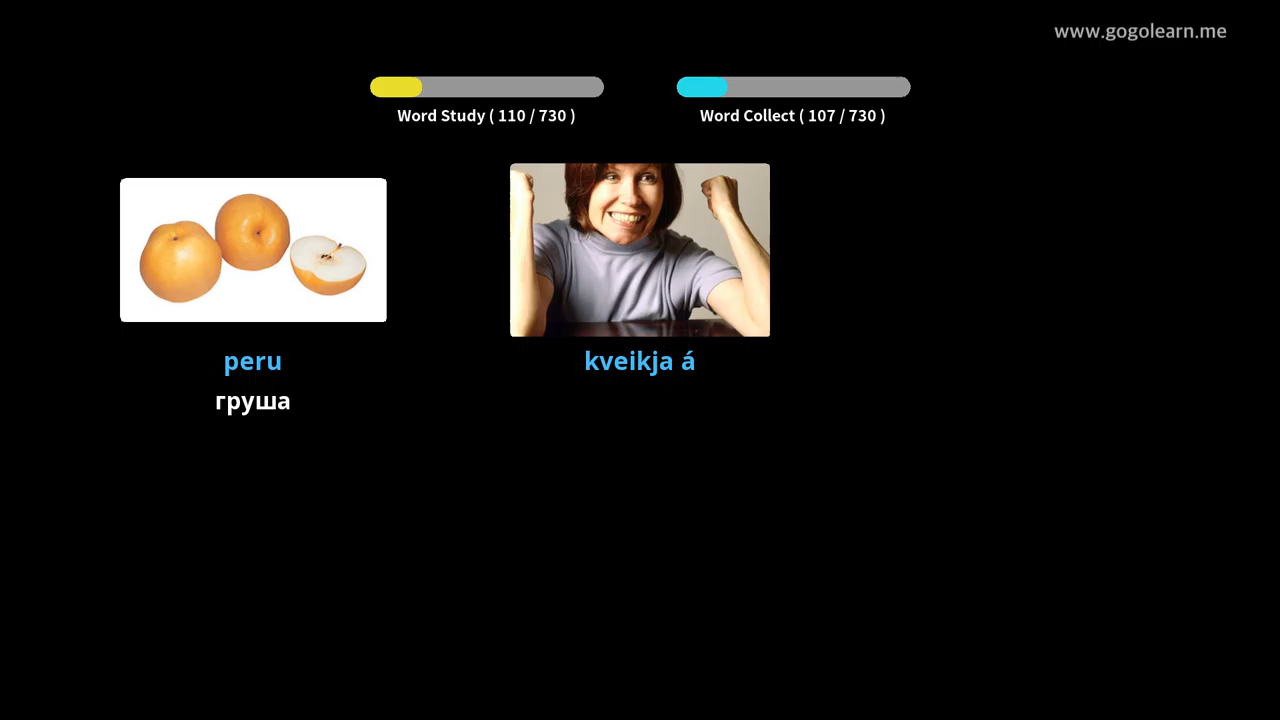 www.gogolearn.me
Word Study ( 110 / 730 )
Word Collect ( 107 / 730 )
peru
kveikja á
груша